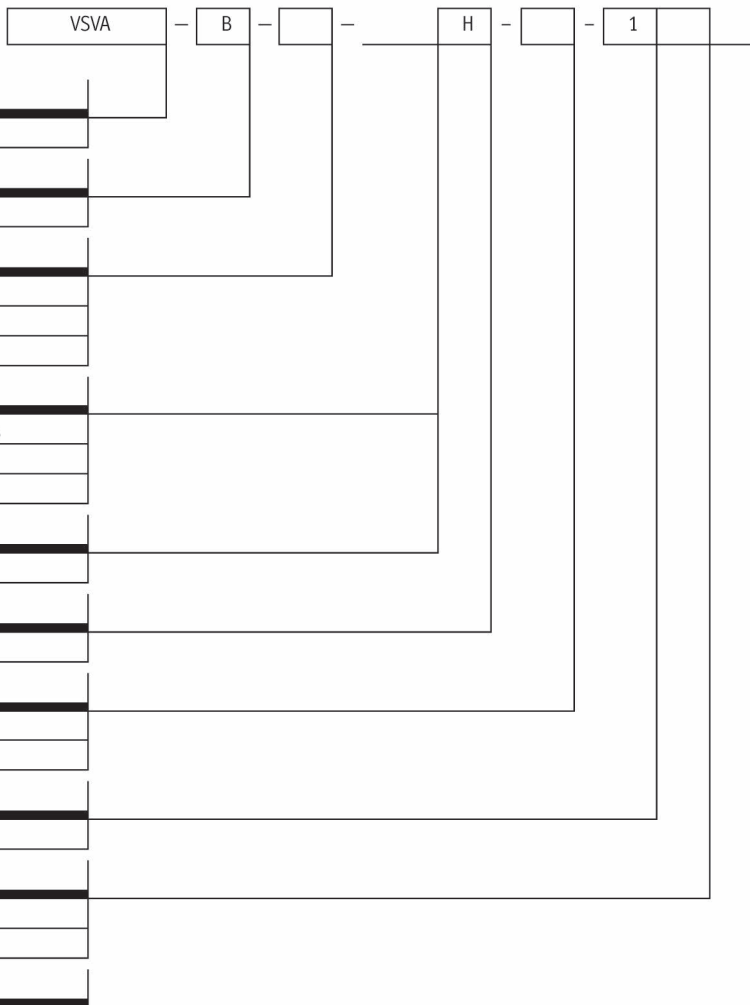 VSVA – B – – H – – 1